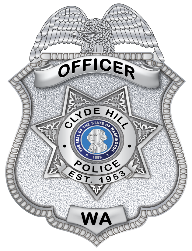 OFFICER
CLYDE HILL
POLICE
EST. 1953
WA